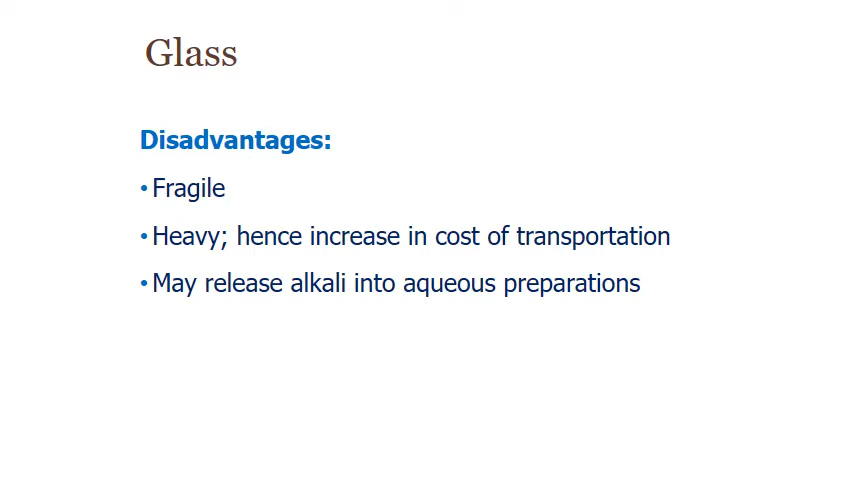 Glass
Disadvantages:
• Fragile
• Heavy; hence increase in cost of transportation
• May release alkali into aqueous preparations